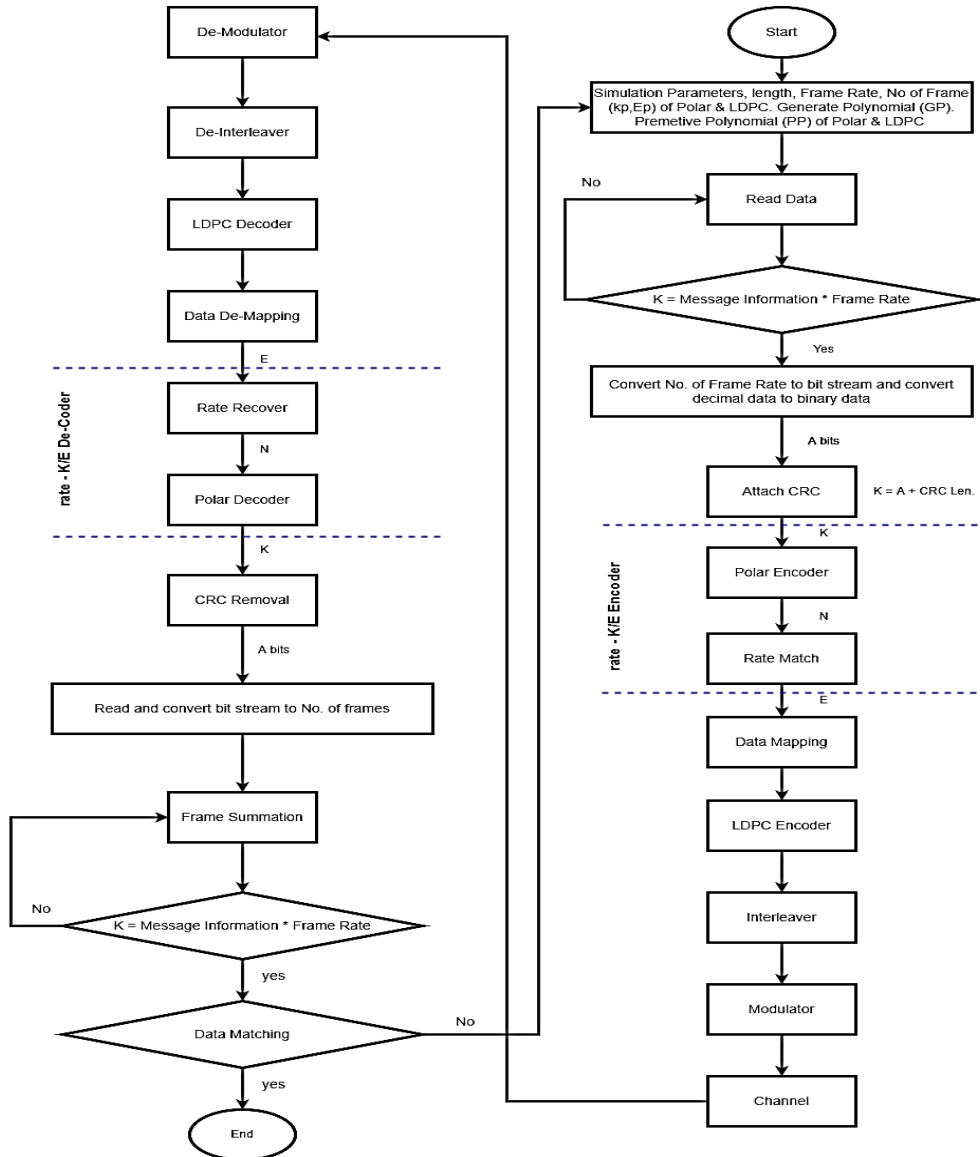 Start
Simulation Parameters, length, Frame Rate, No of Frame
(kp,Ep) of Polar & LDPC. Generate Polynomial (GP).
Premetive Polynomial (PP) of Polar & LDPC
No
Read Data
K = Message Information * Frame Rate
Yes
Convert No. of Frame Rate to bit stream and convert
decimal data to binary data
A bits
Attach CRC
K = A + CRC Len.
K
rate - K/E Encoder
Polar Encoder
N
Rate Match
E
Data Mapping
LDPC Encoder
Interleaver
Modulator
Channel
De-Modulator
De-Interleaver
LDPC Decoder
Data De-Mapping
E
rate - K/E De-Coder
Rate Recover
N
Polar Decoder
K
CRC Removal
A bits
Read and convert bit stream to No. of frames
Frame Summation
No
K = Message Information * Frame Rate
yes
Data Matching
No
yes
End